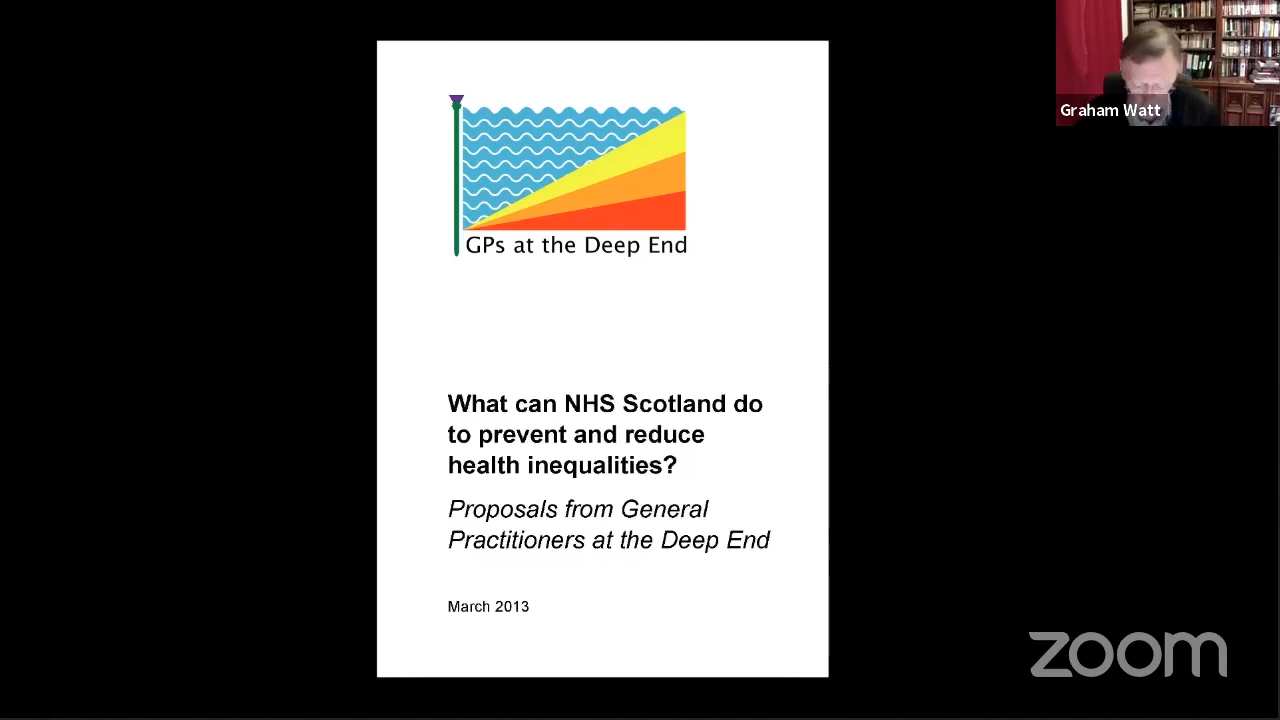 GPs at the Deep End
What can NHS Scotland do
to prevent and reduce
health inequalities?
Proposals from General
Practitioners at the Deep End
March 2013
Graham Watt
zoom